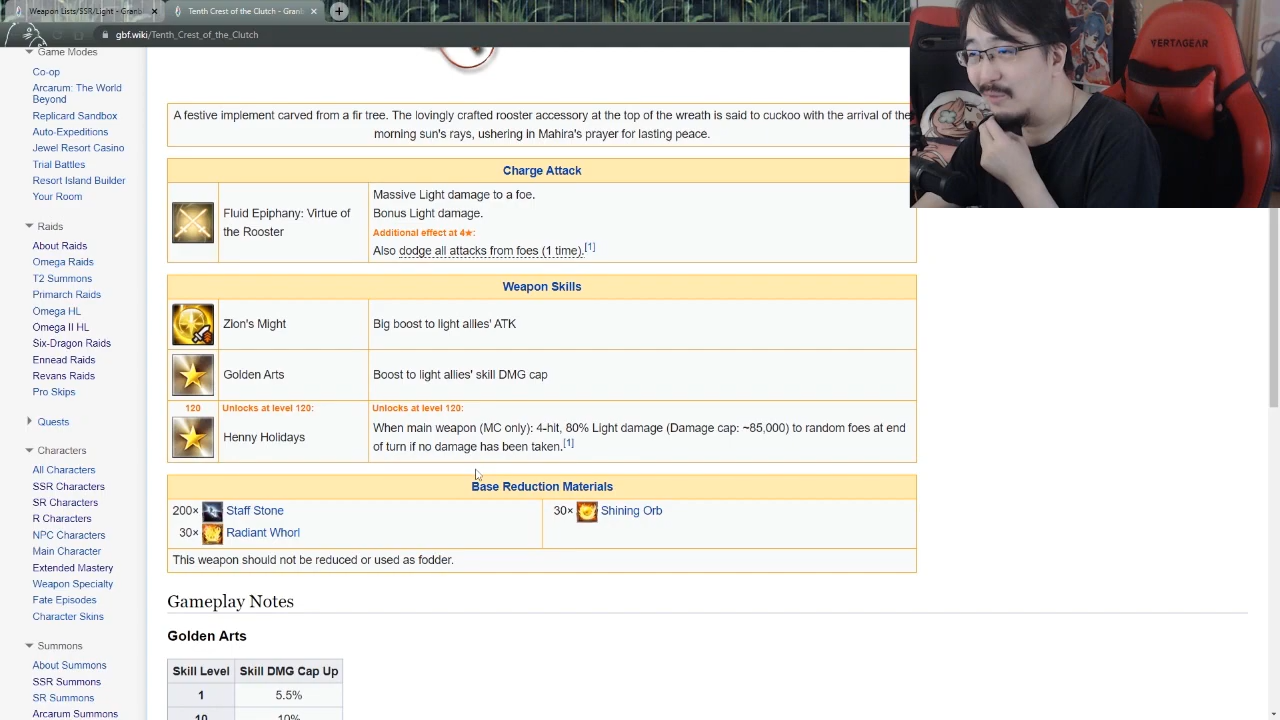 Weapon Lists/SSR/Light - Granbl
Tenth Crest of the Clutch - Granb
gbf.wiki/Tenth_Crest_of_the_Clutch
VERTAGEAR
Game Modes
Co-op
Arcarum: The World
Beyond
Replicard Sandbox
Auto-Expeditions
Jewel Resort Casino
Trial Battles
Resort Island Builder
Your Room
Raids
About Raids
Omega Raids
T2 Summons
Primarch Raids
Omega HL
Omega II HL
Six-Dragon Raids
Ennead Raids
Revans Raids
Pro Skips
Quests
Characters
All Characters
SSR Characters
SR Characters
R Characters
NPC Characters
Main Character
Extended Mastery
Weapon Specialty
Fate Episodes
Character Skins
Summons
About Summons
SSR Summons
SR Summons
Arcarum Summons
A festive implement carved from a fir tree. The lovingly crafted rooster accessory at the top of the wreath is said to cuckoo with the arrival of the
morning sun's rays, ushering in Mahira's prayer for lasting peace.
Charge Attack
Fluid Epiphany: Virtue of
the Rooster
Massive Light damage to a foe.
Bonus Light damage.
Additional effect at 4★:
Also dodge all attacks from foes (1 time).[1]
Weapon Skills
Zion's Might
Big boost to light allies' ATK
Golden Arts
Boost to light allies' skill DMG cap
120 Unlocks at level 120: Unlocks at level 120:
Henny Holidays
When main weapon (MC only): 4-hit, 80% Light damage (Damage cap: ~85,000) to random foes at end
of turn if no damage has been taken.[1]
Base Reduction Materials
200× Staff Stone
30× Shining Orb
30× Radiant Whorl
This weapon should not be reduced or used as fodder.
Gameplay Notes
Golden Arts
Skill Level Skill DMG Cap Up
1 5.5%
10 10%